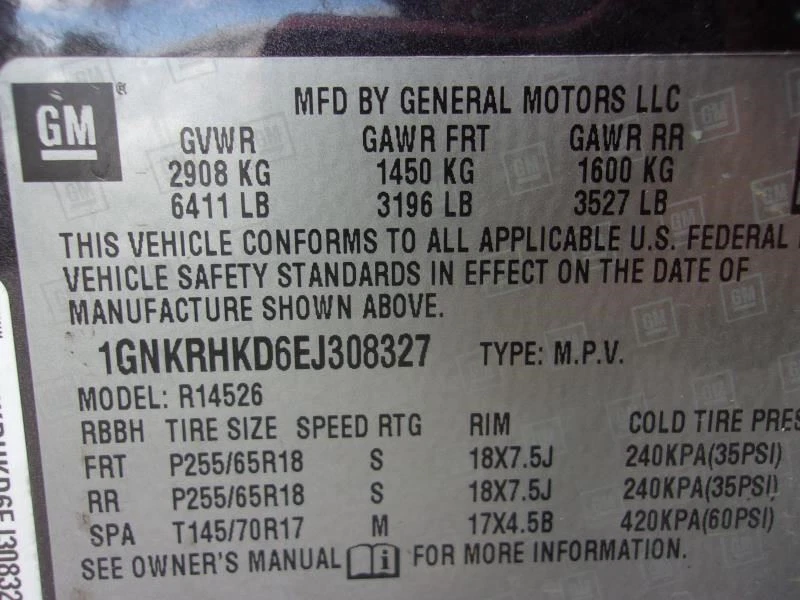 GM ®
MFD BY GENERAL MOTORS LLC
GVWR GAWR FRT GAWR RR
2908 KG 1450 KG 1600 KG
6411 LB 3196 LB 3527 LB
THIS VEHICLE CONFORMS TO ALL APPLICABLE U.S. FEDERAL
VEHICLE SAFETY STANDARDS IN EFFECT ON THE DATE OF
MANUFACTURE SHOWN ABOVE.
1GNKRHKD6EJ308327 TYPE: M.P.V.
MODEL: R14526
RBBH TIRE SIZE SPEED RTG RIM COLD TIRE PRES
FRT P255/65R18 S 18X7.5J 240KPA(35PSI)
RR P255/65R18 S 18X7.5J 240KPA(35PSI)
SPA T145/70R17 M 17X4.5B 420KPA(60PSI)
SEE OWNER'S MANUAL i FOR MORE INFORMATION.